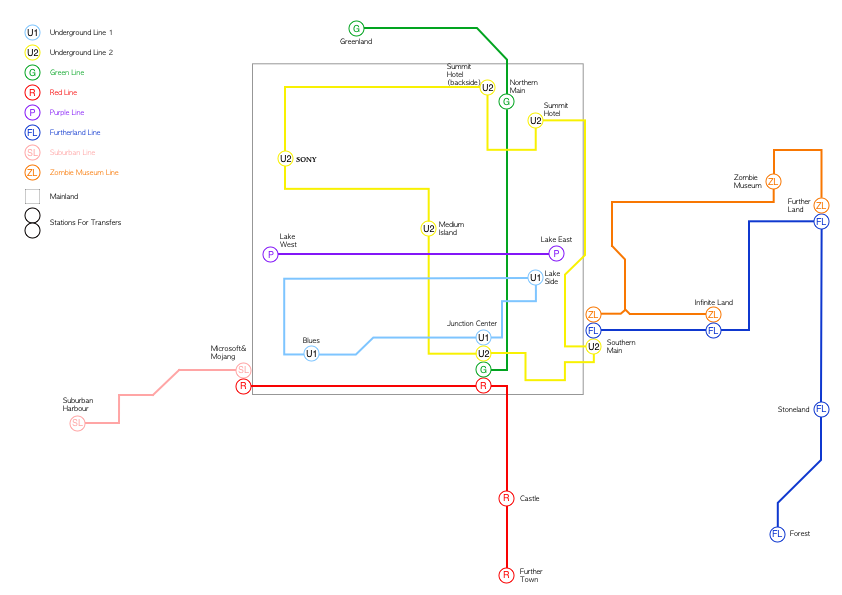 U1 Underground Line 1
U2 Underground Line 2
G Green Line
R Red Line
P Purple Line
FL Furtherland Line
SL Suburban Line
ZL Zombie Museum Line
Mainland
Stations For Transfers
G
Greenland
Summit
Hotel
(backside)
U2
Northern
Main
G
Summit
Hotel
U2
U2 SONY
Zombie
Museum
ZL
Further
Land
ZL
FL
U2 Medium
Island
Lake
West
P
Lake East
P
U1 Lake
Side
Infinite Land
ZL
FL
ZL
FL
U2 Southern
Main
Junction Center
U1
U2
G
R
Blues
U1
Microsoft&
Mojang
SL
R
Suburban
Harbour
SL
Stoneland FL
R Castle
FL Forest
R Further
Town